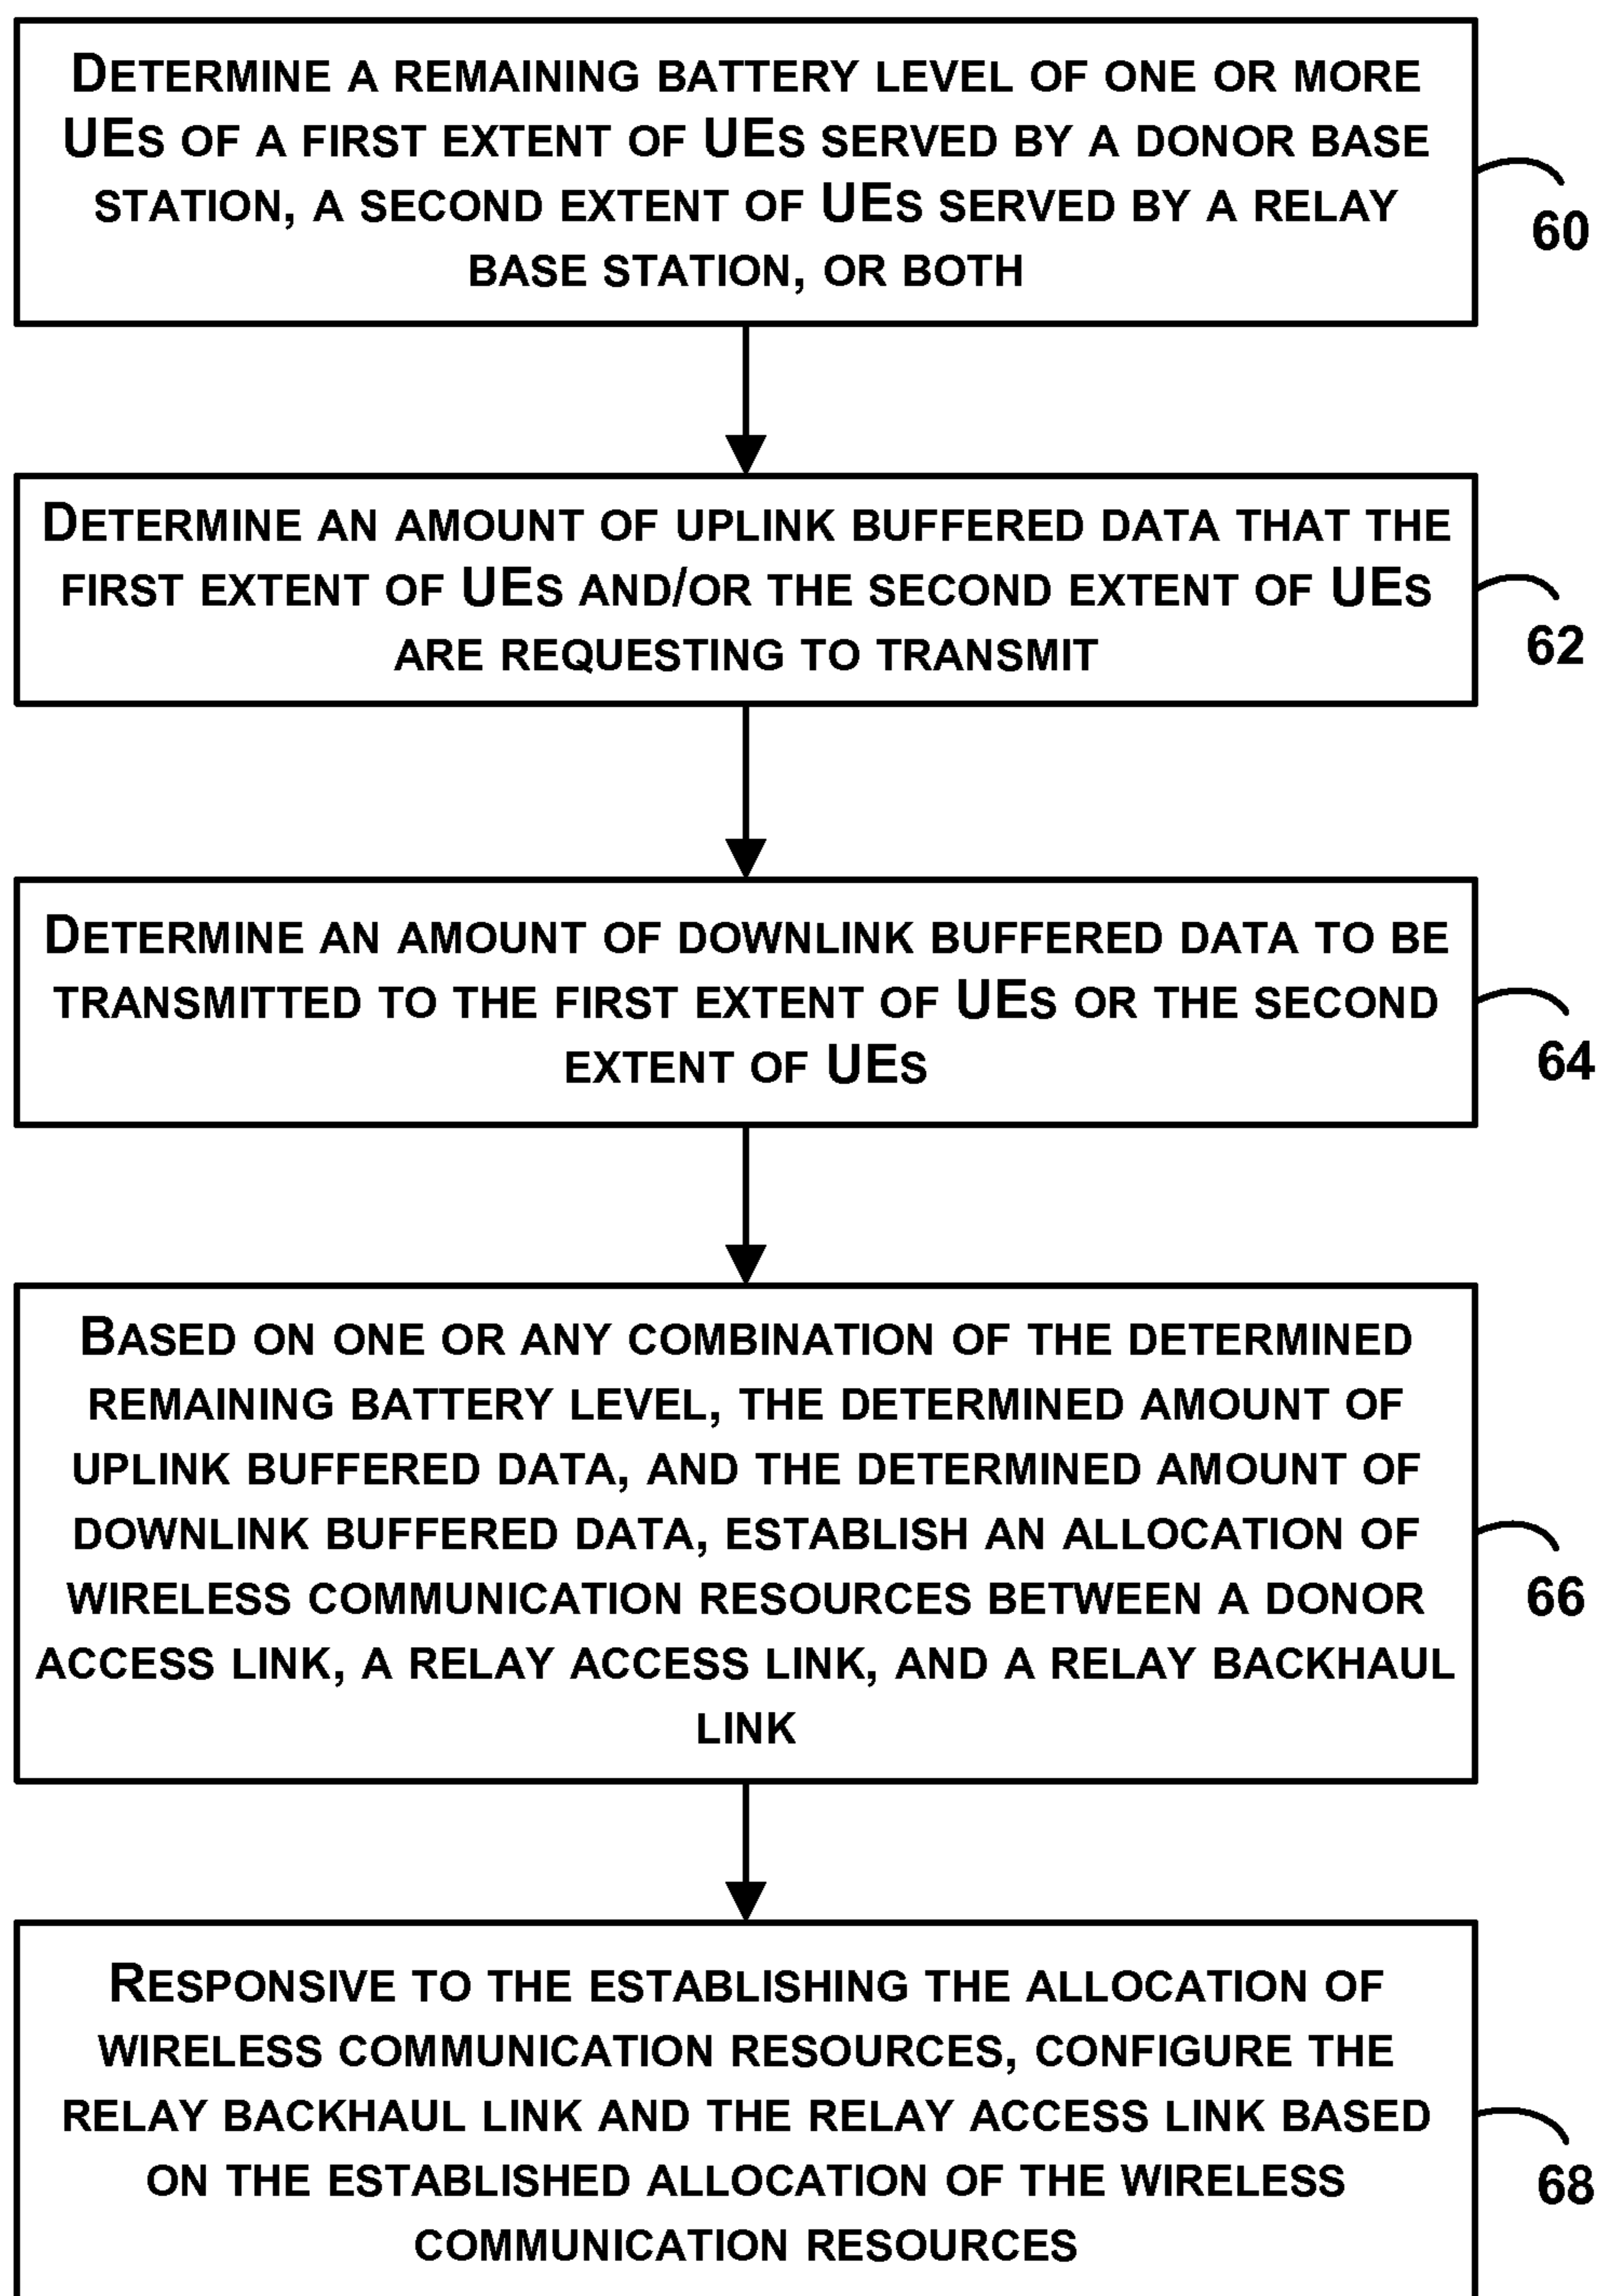 DETERMINE A REMAINING BATTERY LEVEL OF ONE OR MORE
UES OF A FIRST EXTENT OF UES SERVED BY A DONOR BASE
STATION, A SECOND EXTENT OF UES SERVED BY A RELAY
BASE STATION, OR BOTH
60
DETERMINE AN AMOUNT OF UPLINK BUFFERED DATA THAT THE
FIRST EXTENT OF UES AND/OR THE SECOND EXTENT OF UES
ARE REQUESTING TO TRANSMIT
62
DETERMINE AN AMOUNT OF DOWNLINK BUFFERED DATA TO BE
TRANSMITTED TO THE FIRST EXTENT OF UES OR THE SECOND
EXTENT OF UES
64
BASED ON ONE OR ANY COMBINATION OF THE DETERMINED
REMAINING BATTERY LEVEL, THE DETERMINED AMOUNT OF
UPLINK BUFFERED DATA, AND THE DETERMINED AMOUNT OF
DOWNLINK BUFFERED DATA, ESTABLISH AN ALLOCATION OF
WIRELESS COMMUNICATION RESOURCES BETWEEN A DONOR
ACCESS LINK, A RELAY ACCESS LINK, AND A RELAY BACKHAUL
LINK
66
RESPONSIVE TO THE ESTABLISHING THE ALLOCATION OF
WIRELESS COMMUNICATION RESOURCES, CONFIGURE THE
RELAY BACKHAUL LINK AND THE RELAY ACCESS LINK BASED
ON THE ESTABLISHED ALLOCATION OF THE WIRELESS
COMMUNICATION RESOURCES
68